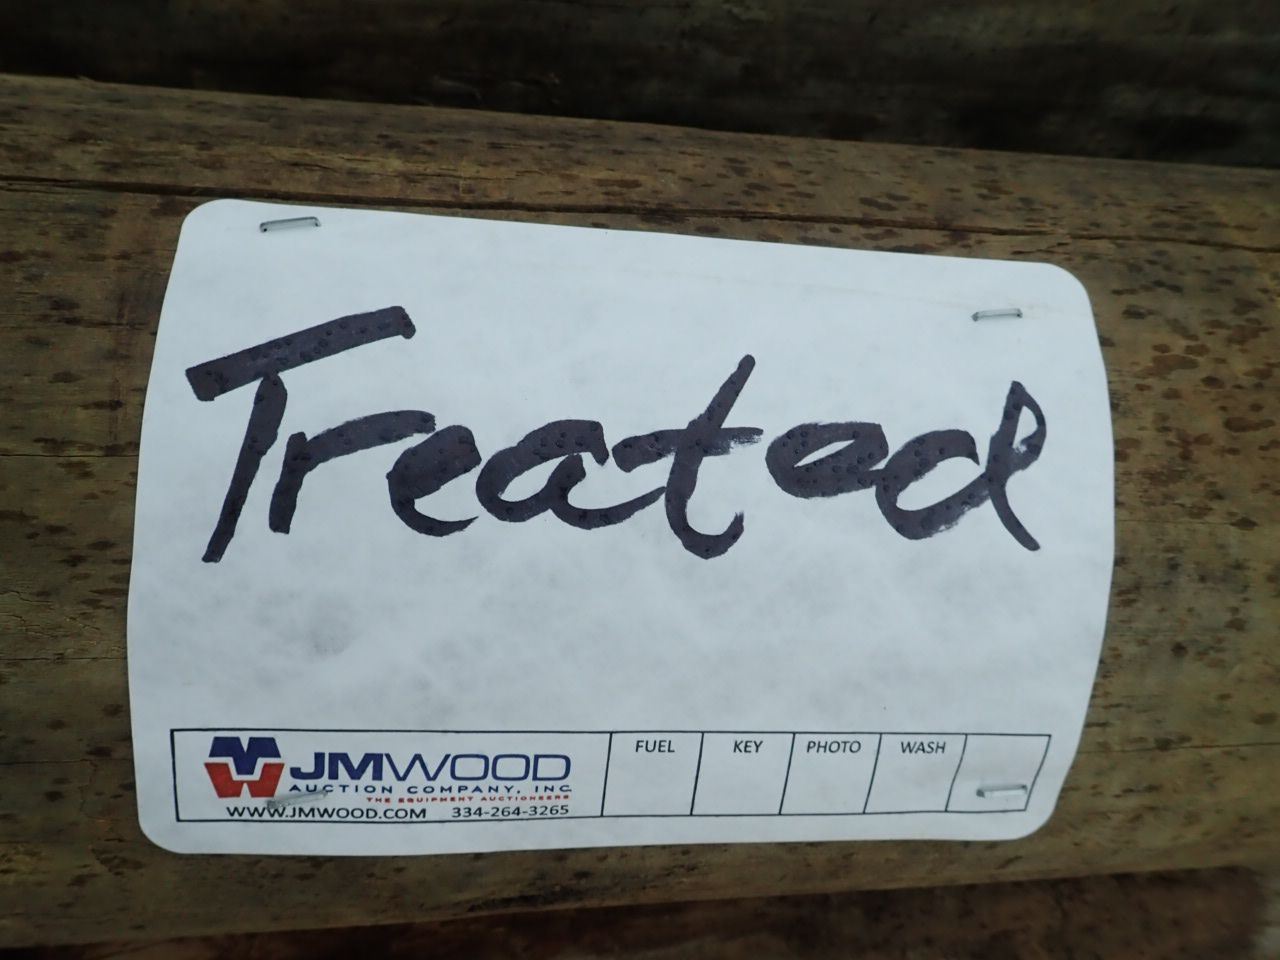 Treated
JMWOOD
AUCTION COMPANY, INC.
THE EQUIPMENT AUCTIONEERS
WWW.JMWOOD.COM 334-264-3265
FUEL KEY PHOTO WASH